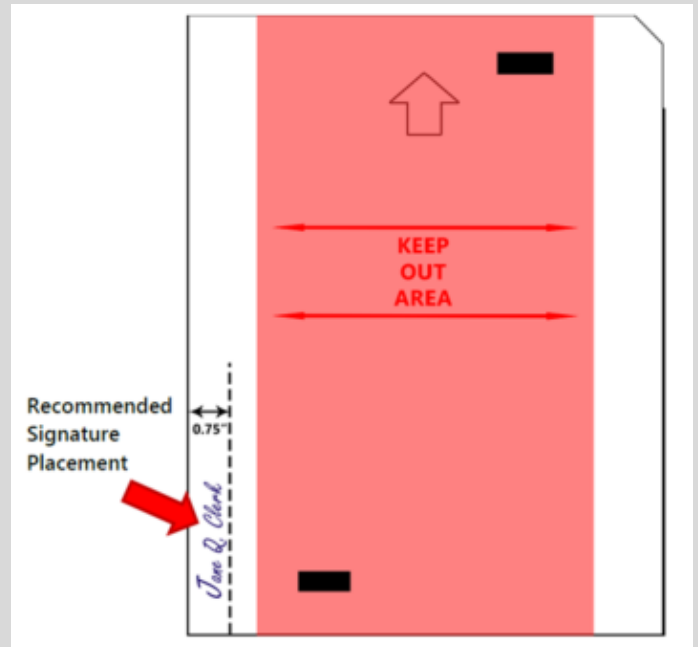 KEEP
OUT
AREA
Recommended
Signature
Placement
0.75"
Jane Q. Clerk